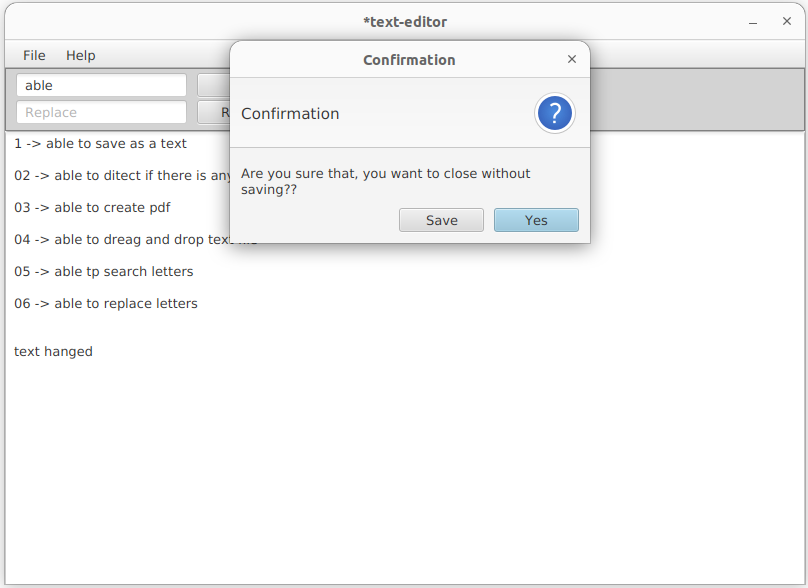 *text-editor
File Help
Confirmation
able
Replace
Confirmation
?
Are you sure that, you want to close without
saving??
Save Yes
1 -> able to save as a text
02 -> able to ditect if there is any
03 -> able to create pdf
04 -> able to dreag and drop text
05 -> able tp search letters
06 -> able to replace letters
text hanged